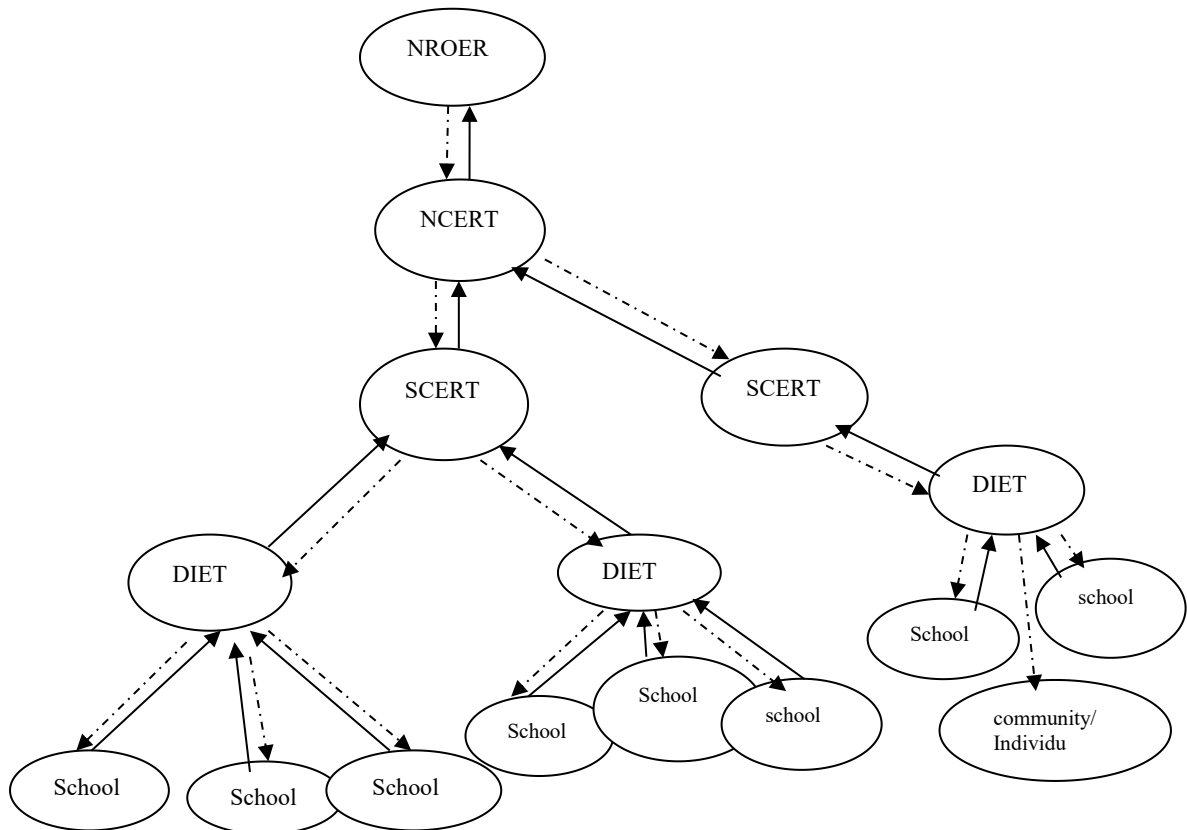 NROER
NCERT
SCERT
SCERT
DIET
DIET
DIET
School
school
School
School
school
community/
Individu
School
School
School